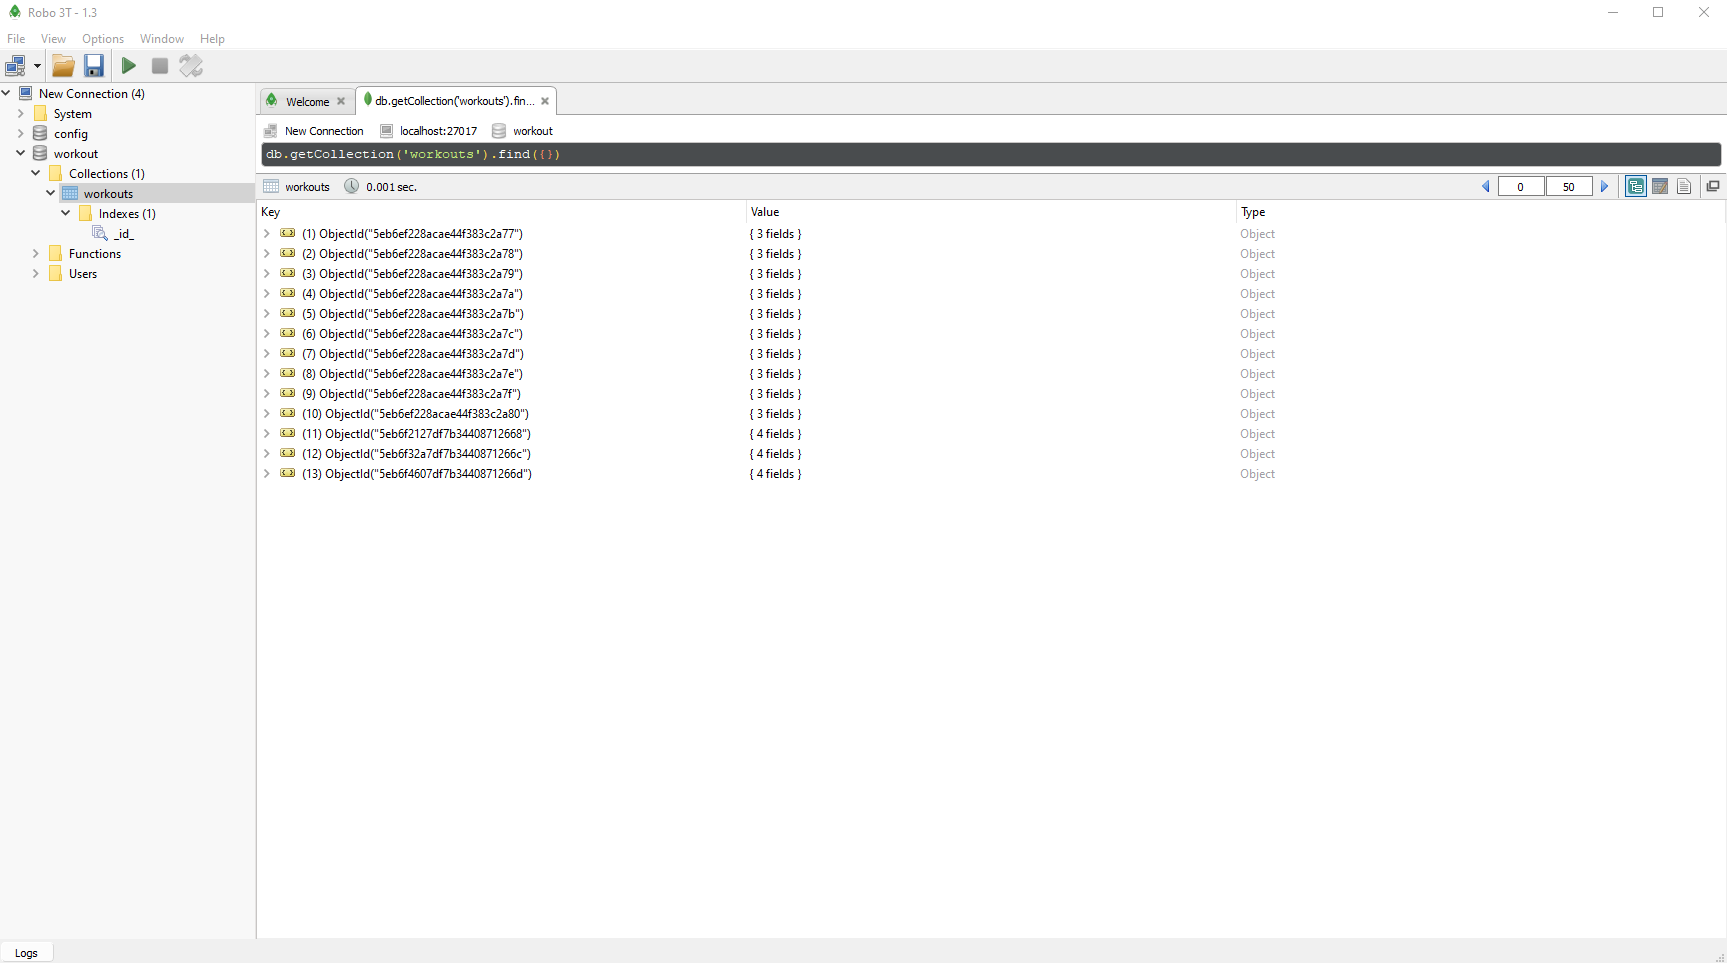 Robo 3T - 1.3
File View Options Window Help
New Connection (4)
System
config
workout
Collections (1)
workouts
Indexes (1)
_id_
Functions
Users
Welcome
db.getCollection('workouts').fin...
New Connection localhost:27017 workout
db.getCollection('workouts').find({})
workouts 0.001 sec. 0 50
Key Value Type
(1) ObjectId("5eb6ef228acae44f383c2a77") { 3 fields } Object
(2) ObjectId("5eb6ef228acae44f383c2a78") { 3 fields } Object
(3) ObjectId("5eb6ef228acae44f383c2a79") { 3 fields } Object
(4) ObjectId("5eb6ef228acae44f383c2a7a") { 3 fields } Object
(5) ObjectId("5eb6ef228acae44f383c2a7b") { 3 fields } Object
(6) ObjectId("5eb6ef228acae44f383c2a7c") { 3 fields } Object
(7) ObjectId("5eb6ef228acae44f383c2a7d") { 3 fields } Object
(8) ObjectId("5eb6ef228acae44f383c2a7e") { 3 fields } Object
(9) ObjectId("5eb6ef228acae44f383c2a7f") { 3 fields } Object
(10) ObjectId("5eb6ef228acae44f383c2a80") { 3 fields } Object
(11) ObjectId("5eb6f2127df7b34408712668") { 4 fields } Object
(12) ObjectId("5eb6f32a7df7b3440871266c") { 4 fields } Object
(13) ObjectId("5eb6f4607df7b3440871266d") { 4 fields } Object
Logs